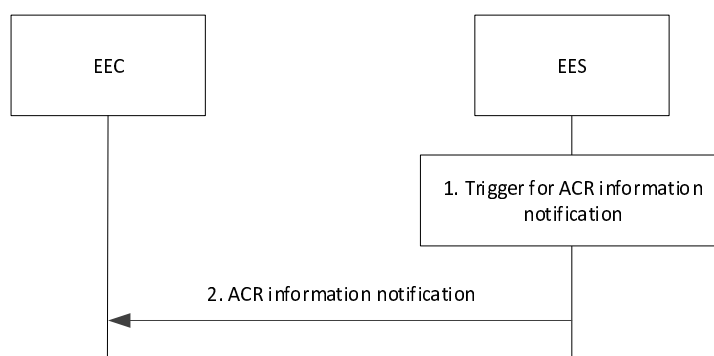 EEC
EES
1. Trigger for ACR information
notification
2. ACR information notification